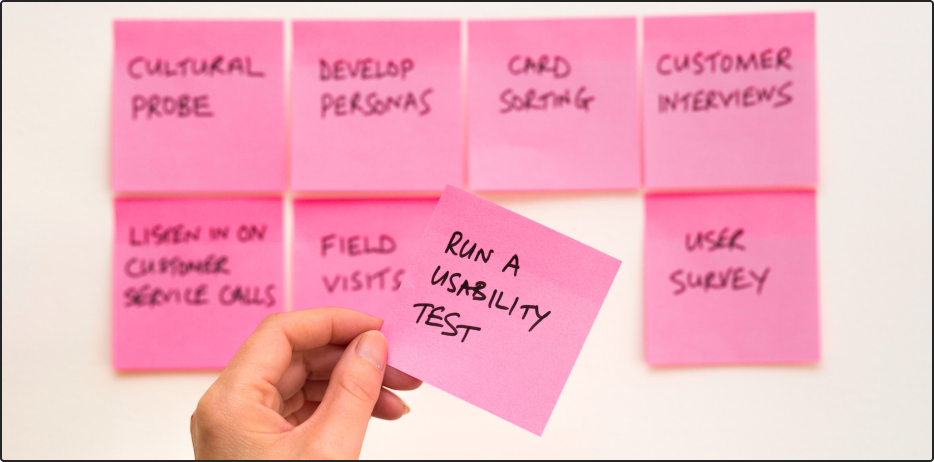 CULTURAL
PROBE
DEVELOP
PERSONAS
CARD
SORTING
CUSTOMER
INTERVIEWS
LISTEN IN ON
CUSTOMER
SERVICE CALLS
FIELD
VISITS
RUN A
USABILITY
TEST
USER
SURVEY